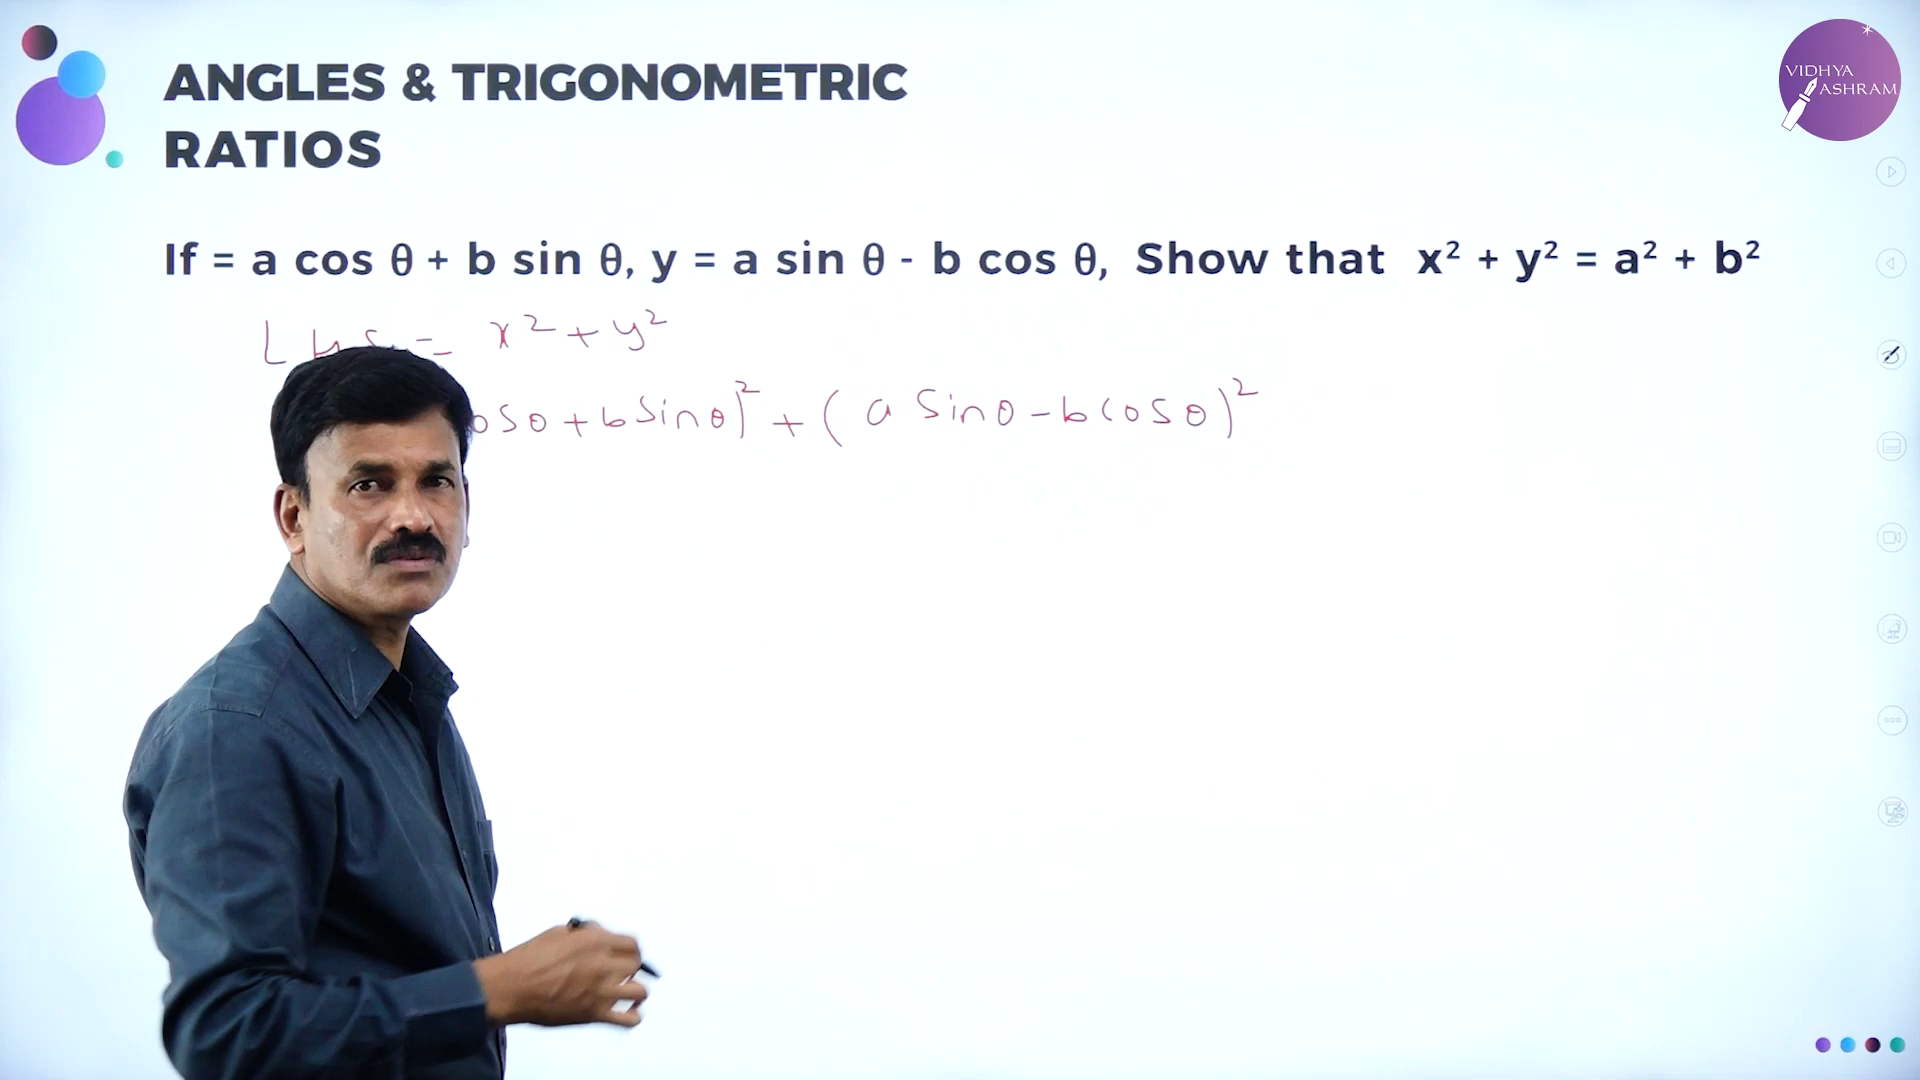 ANGLES & TRIGONOMETRIC
RATIOS
VIDHYA
ASHRAM
If = a cos θ + b sin θ, y = a sin θ - b cos θ, Show that x² + y² = a² + b²
LHS = x² + y²
osθ + b sinθ)² + ( a sinθ - b cosθ )²